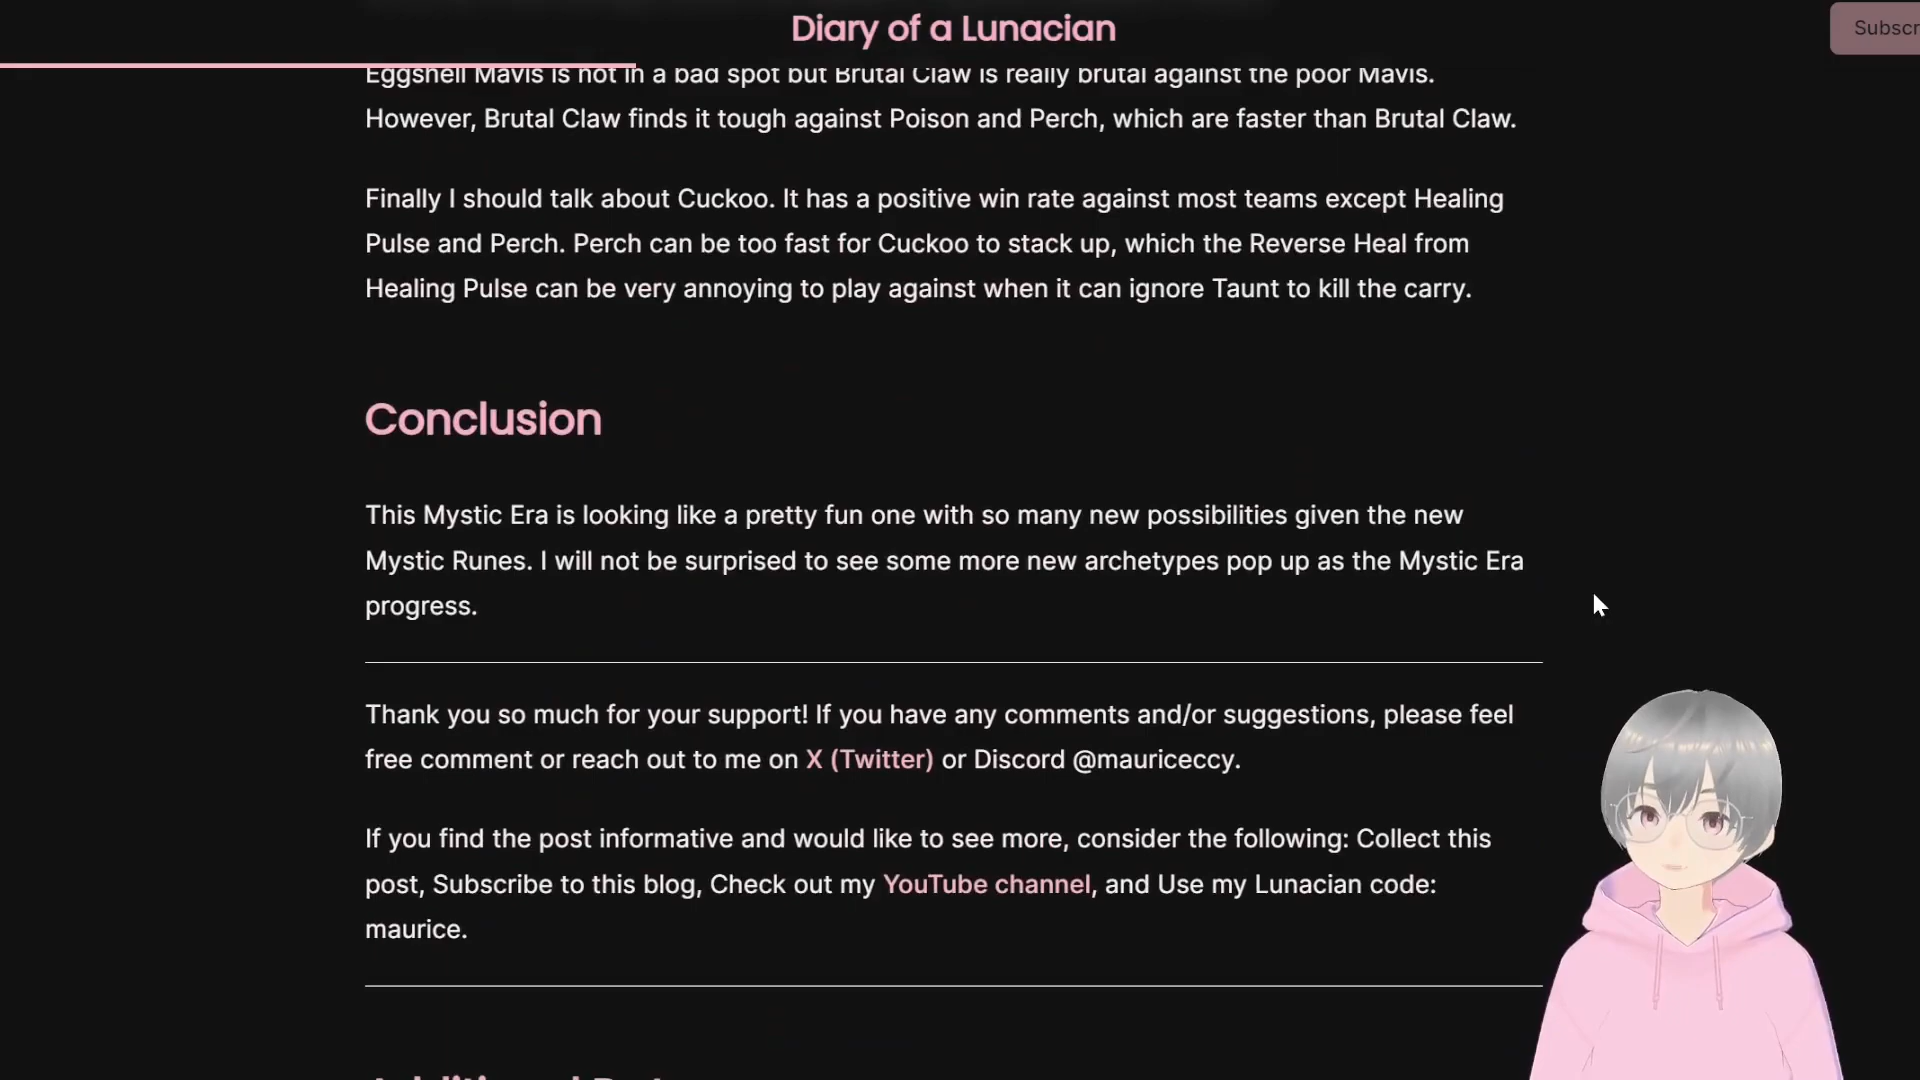 Diary of a Lunacian
Subscr
Eggshell Mavis is not in a bad spot but Brutal Claw is really brutal against the poor Mavis.
However, Brutal Claw finds it tough against Poison and Perch, which are faster than Brutal Claw.
Finally I should talk about Cuckoo. It has a positive win rate against most teams except Healing
Pulse and Perch. Perch can be too fast for Cuckoo to stack up, which the Reverse Heal from
Healing Pulse can be very annoying to play against when it can ignore Taunt to kill the carry.
Conclusion
This Mystic Era is looking like a pretty fun one with so many new possibilities given the new
Mystic Runes. I will not be surprised to see some more new archetypes pop up as the Mystic Era
progress.
Thank you so much for your support! If you have any comments and/or suggestions, please feel
free comment or reach out to me on X (Twitter) or Discord @mauriceccy.
If you find the post informative and would like to see more, consider the following: Collect this
post, Subscribe to this blog, Check out my YouTube channel, and Use my Lunacian code:
maurice.